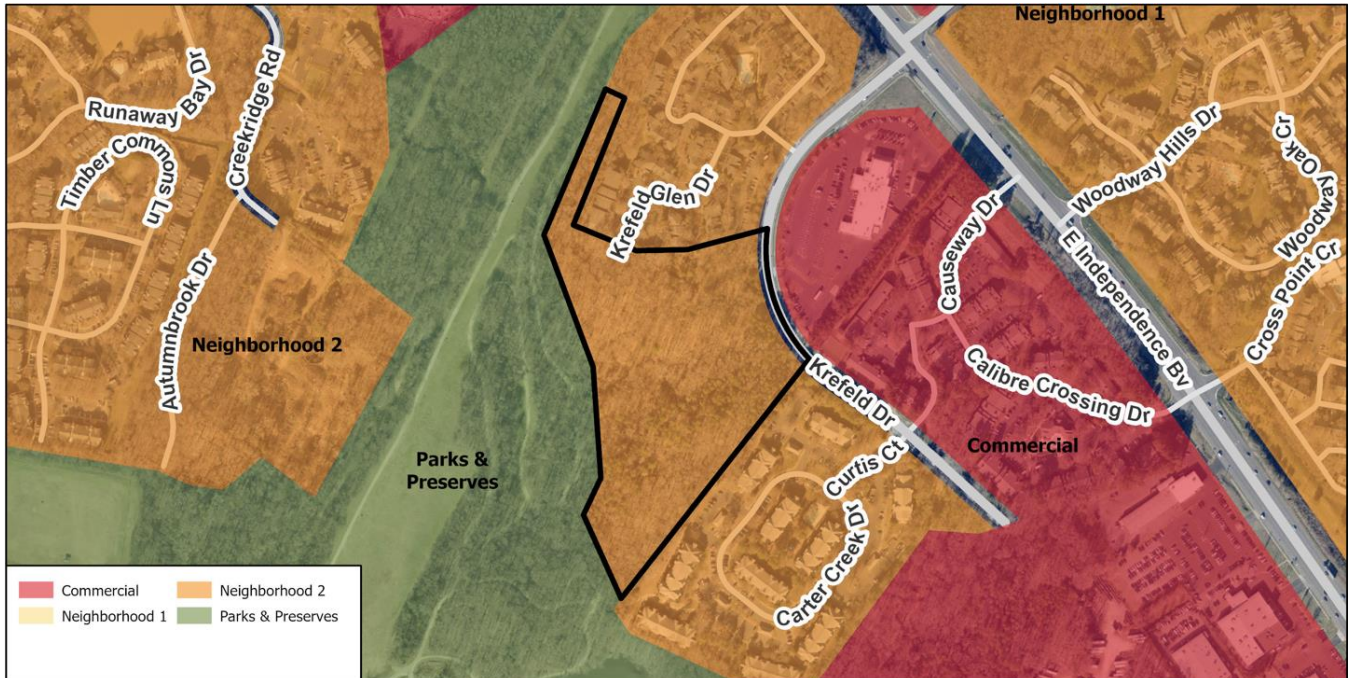 Neighborhood 1
Runaway Bay Dr
Creekridge Rd
Timber Commons Ln
Autumnbrook Dr
Neighborhood 2
Krefeld Glen Dr
Woodway Hills Dr
Woodway Oak Cr
Causeway Dr
E Independence Bv
Cross Point Cr
Krefeld Dr
Calibre Crossing Dr
Commercial
Parks &
Preserves
Curtis Ct
Carter Creek Dr
Commercial
Neighborhood 2
Neighborhood 1
Parks & Preserves